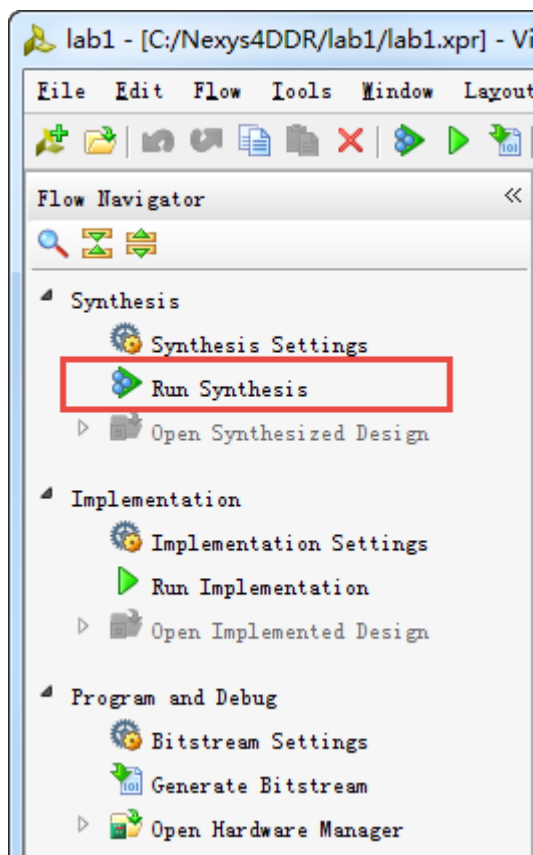 lab1 - [C:/Nexys4DDR/lab1/lab1.xpr] - Vi
File Edit Flow Tools Window Layout
Flow Navigator
Synthesis
Synthesis Settings
Run Synthesis
Open Synthesized Design
Implementation
Implementation Settings
Run Implementation
Open Implemented Design
Program and Debug
Bitstream Settings
Generate Bitstream
Open Hardware Manager